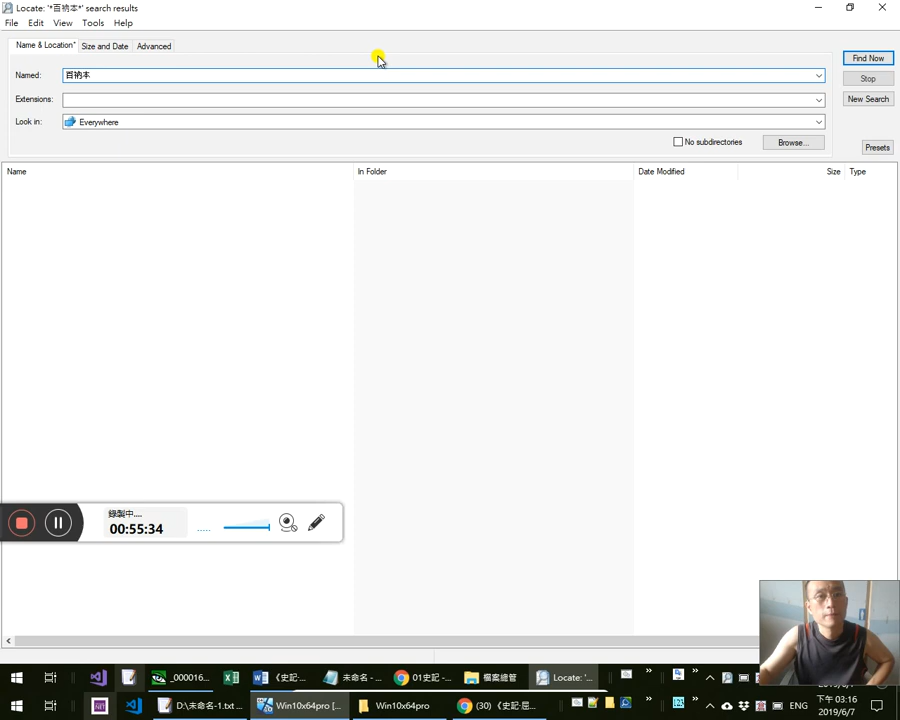 Locate: '*百衲本*' search results
File Edit View Tools Help
Name & Location* Size and Date Advanced
Named: 百衲本 Find Now
Stop
Extensions: New Search
Look in: Everywhere
No subdirectories Browse... Presets
Name In Folder Date Modified Size Type
錄製中....
00:55:34
_000016... 《史記... 未命名 - ... 01史記 -... 檔案總管 Locate: '...
下午 03:16
D:\未命名-1.txt ... Win10x64pro [... Win10x64pro (30) 《史記·屈... ENG
2019/6/7